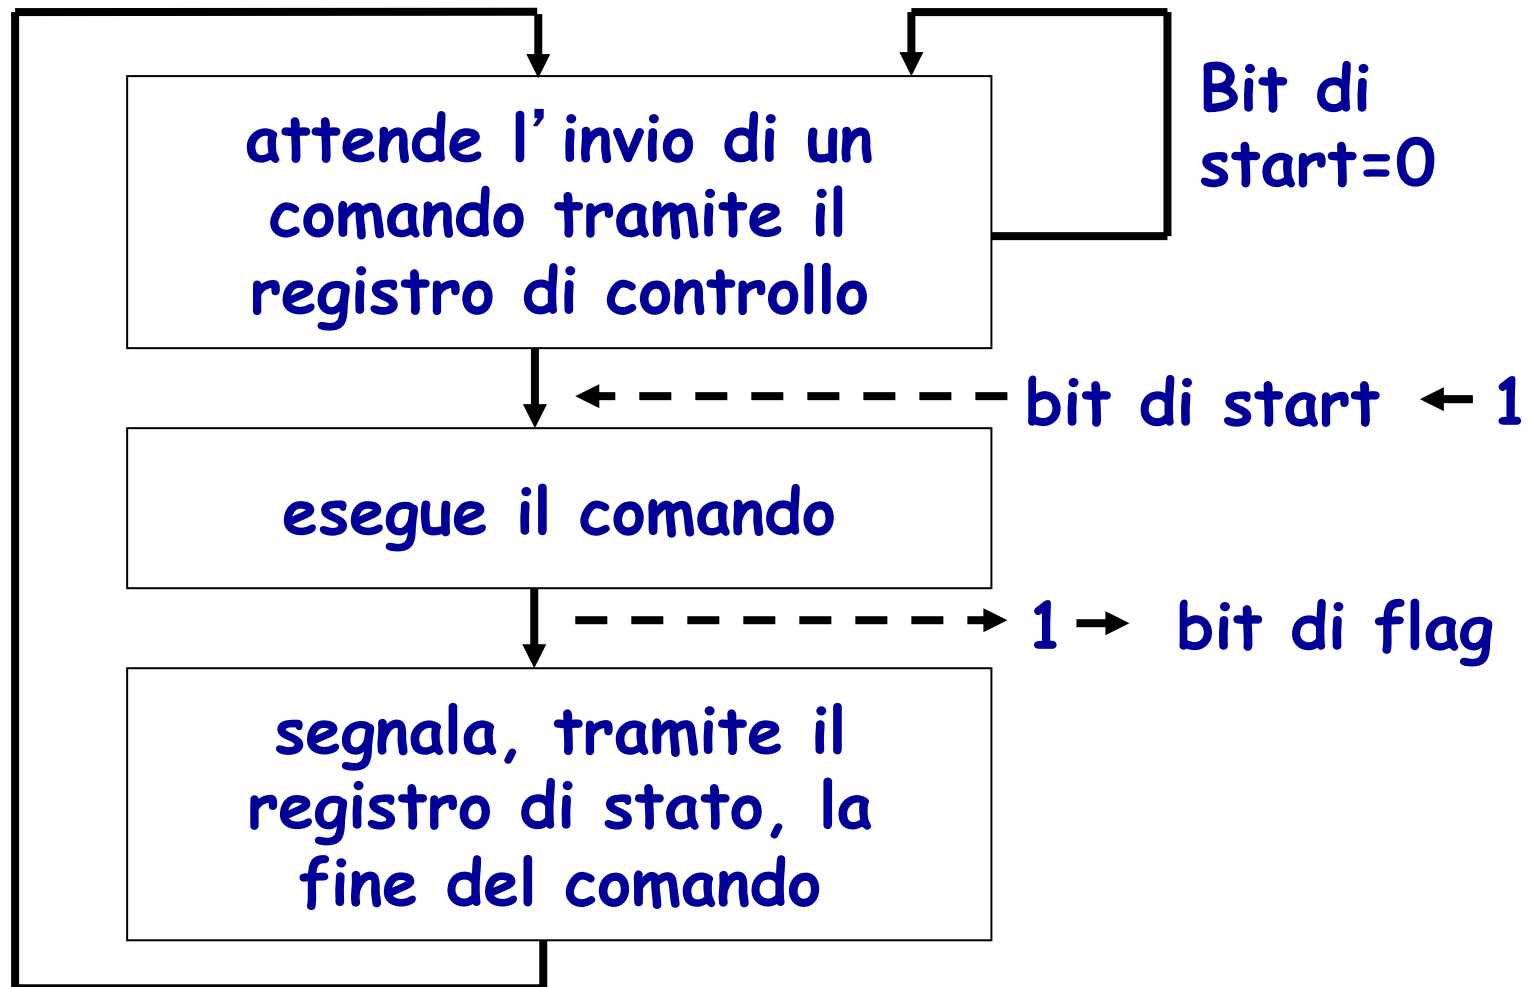 attende l'invio di un
comando tramite il
registro di controllo
Bit di
start=0
bit di start ← 1
esegue il comando
1 → bit di flag
segnala, tramite il
registro di stato, la
fine del comando